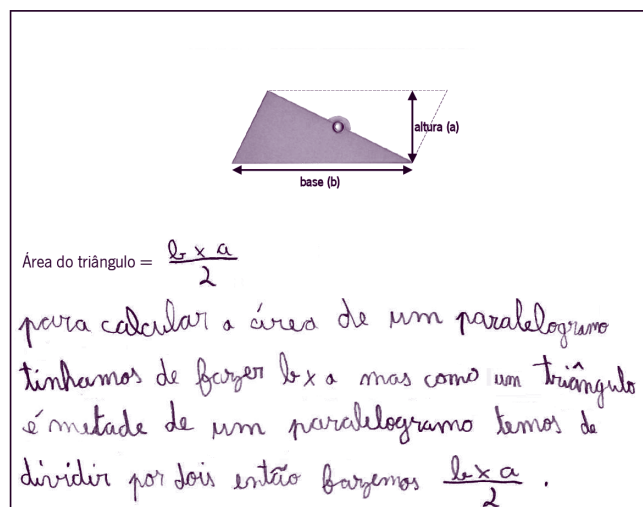 altura (a)
base (b)
Área do triângulo = b x a / 2
para calcular a área de um paralelogramo
tinhamos de fazer b x a mas como um triângulo
é metade de um paralelogramo temos de
dividir por dois então fazemos b x a / 2 .